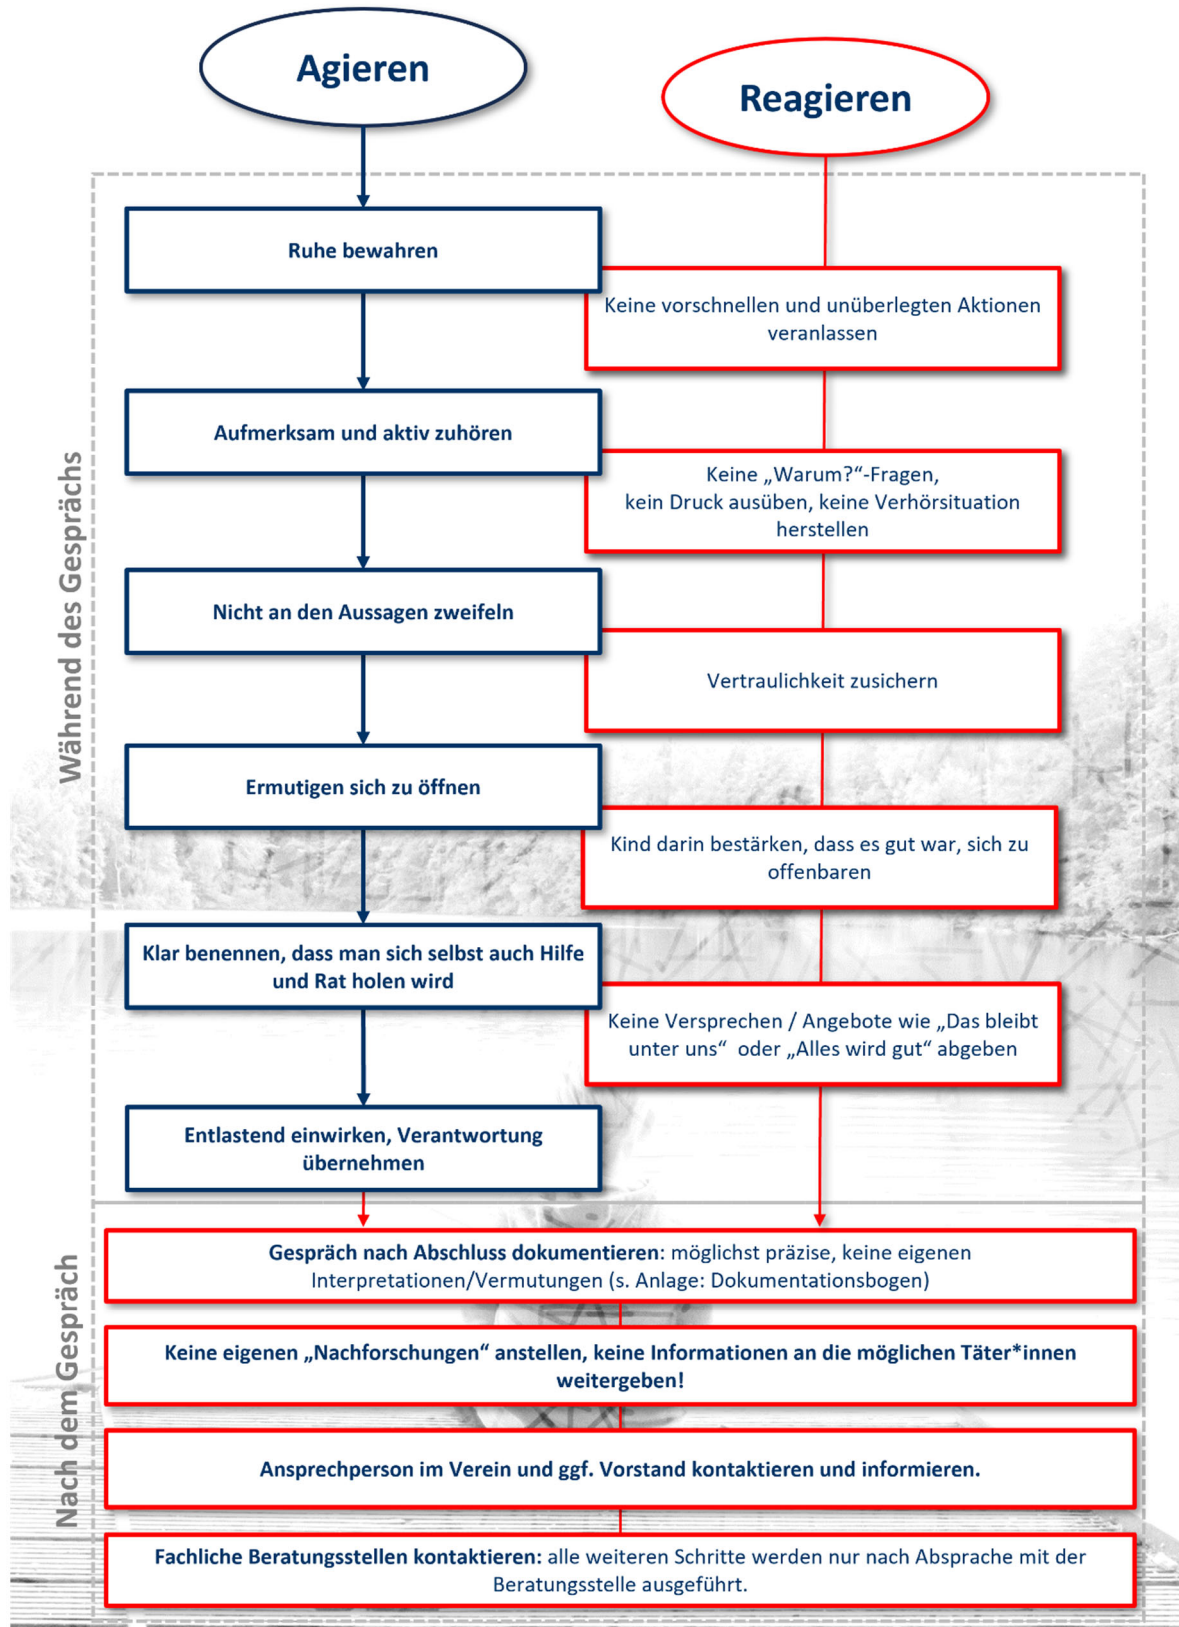 Agieren
Reagieren
Während des Gesprächs
Ruhe bewahren
Keine vorschnellen und unüberlegten Aktionen
veranlassen
Aufmerksam und aktiv zuhören
Keine „Warum?“-Fragen,
kein Druck ausüben, keine Verhörsituation
herstellen
Nicht an den Aussagen zweifeln
Vertraulichkeit zusichern
Ermutigen sich zu öffnen
Kind darin bestärken, dass es gut war, sich zu
offenbaren
Klar benennen, dass man sich selbst auch Hilfe
und Rat holen wird
Keine Versprechen / Angebote wie „Das bleibt
unter uns“ oder „Alles wird gut“ abgeben
Entlastend einwirken, Verantwortung
übernehmen
Nach dem Gespräch
Gespräch nach Abschluss dokumentieren: möglichst präzise, keine eigenen
Interpretationen/Vermutungen (s. Anlage: Dokumentationsbogen)
Keine eigenen „Nachforschungen“ anstellen, keine Informationen an die möglichen Täter*innen
weitergeben!
Ansprechperson im Verein und ggf. Vorstand kontaktieren und informieren.
Fachliche Beratungsstellen kontaktieren: alle weiteren Schritte werden nur nach Absprache mit der
Beratungsstelle ausgeführt.